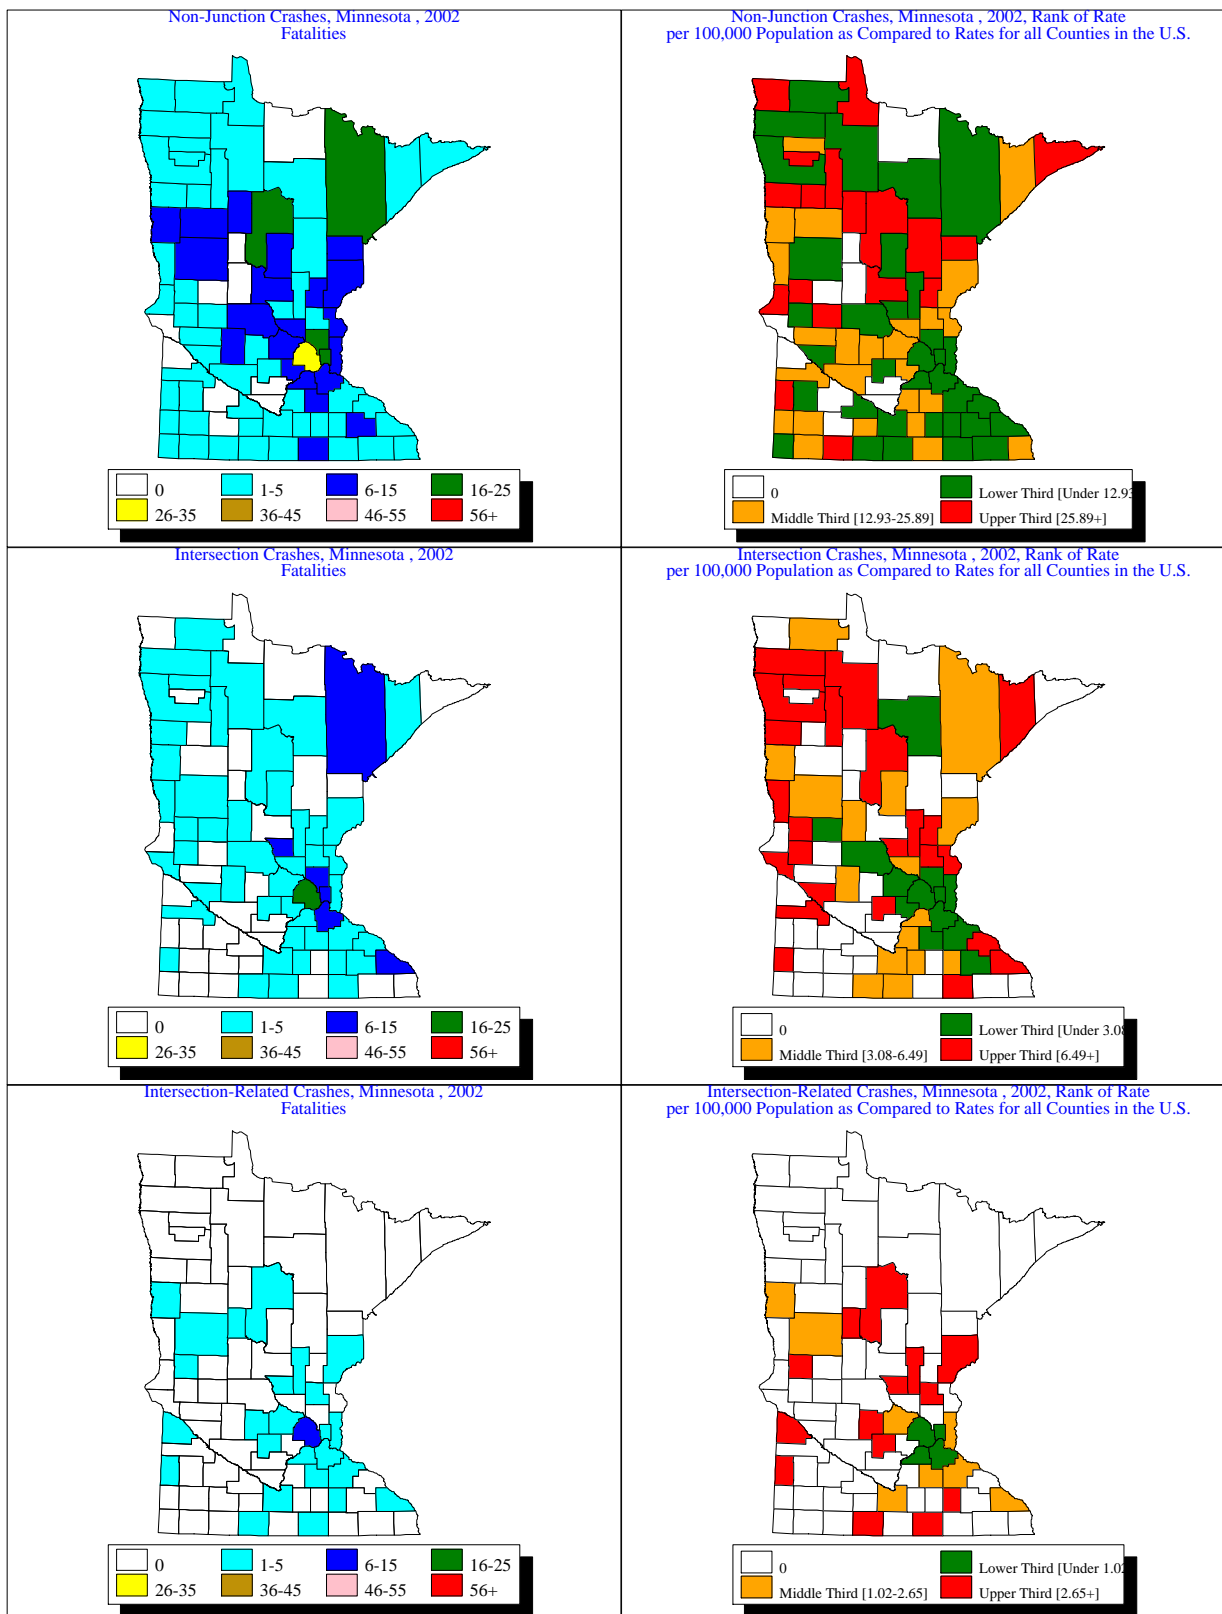 Non-Junction Crashes, Minnesota , 2002
Fatalities
0
1-5
6-15
16-25
26-35
36-45
46-55
56+
Non-Junction Crashes, Minnesota , 2002, Rank of Rate
per 100,000 Population as Compared to Rates for all Counties in the U.S.
0
Lower Third [Under 12.93
Middle Third [12.93-25.89]
Upper Third [25.89+]
Intersection Crashes, Minnesota , 2002
Fatalities
0
1-5
6-15
16-25
26-35
36-45
46-55
56+
Intersection Crashes, Minnesota , 2002, Rank of Rate
per 100,000 Population as Compared to Rates for all Counties in the U.S.
0
Lower Third [Under 3.08
Middle Third [3.08-6.49]
Upper Third [6.49+]
Intersection-Related Crashes, Minnesota , 2002
Fatalities
0
1-5
6-15
16-25
26-35
36-45
46-55
56+
Intersection-Related Crashes, Minnesota , 2002, Rank of Rate
per 100,000 Population as Compared to Rates for all Counties in the U.S.
0
Lower Third [Under 1.02
Middle Third [1.02-2.65]
Upper Third [2.65+]